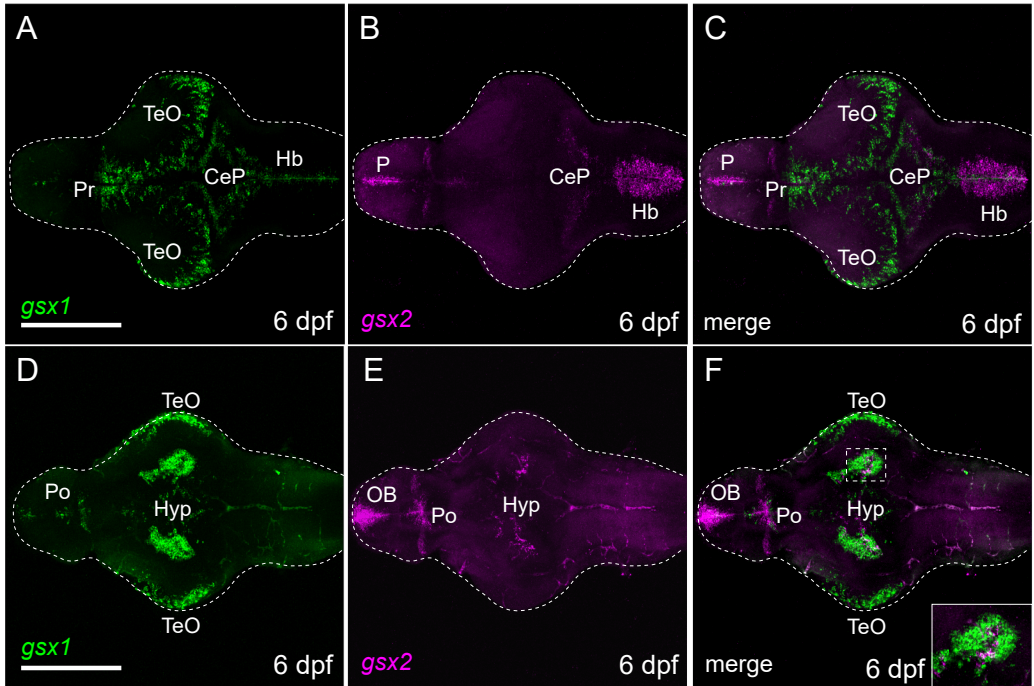 A
TeO
Hb
Pr
CeP
TeO
gsx1
6 dpf
B
P
CeP
Hb
gsx2
6 dpf
C
TeO
P
Pr
CeP
Hb
TeO
merge
6 dpf
D
TeO
Po
Hyp
TeO
gsx1
6 dpf
E
OB
Po
Hyp
gsx2
6 dpf
F
TeO
OB
Po
Hyp
TeO
merge
6 dpf